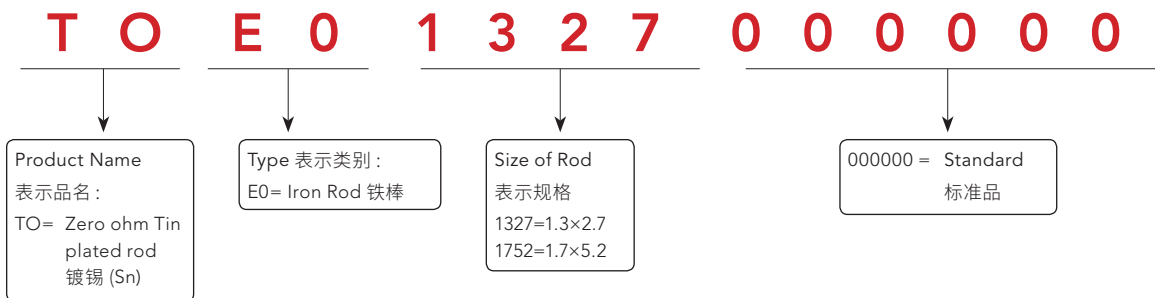 T O E 0 1 3 2 7 0 0 0 0 0 0
Product Name
表示品名 :
TO= Zero ohm Tin
plated rod
镀锡 (Sn)
Type 表示类别 :
E0= Iron Rod 铁棒
Size of Rod
表示规格
1327=1.3×2.7
1752=1.7×5.2
000000 = Standard
标准品